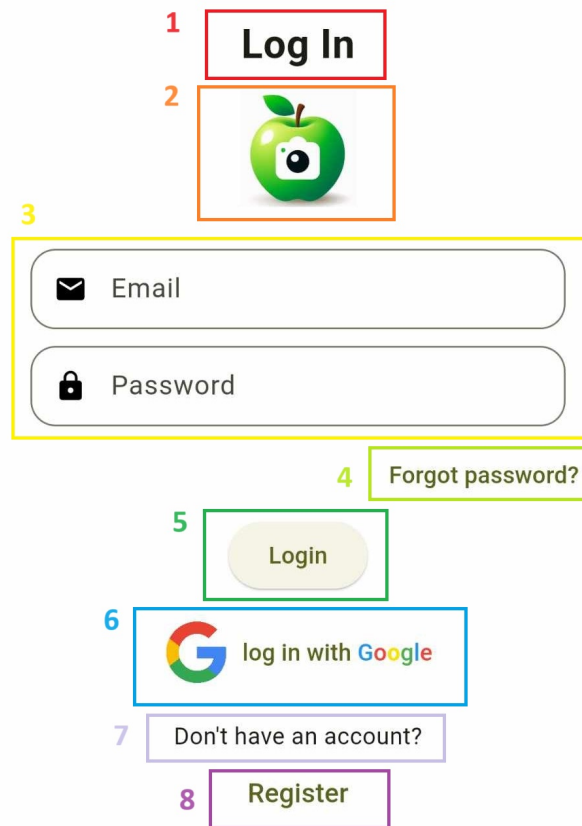 1
Log In
2
3
Email
Password
4
Forgot password?
5
Login
6
log in with Google
7
Don't have an account?
8
Register